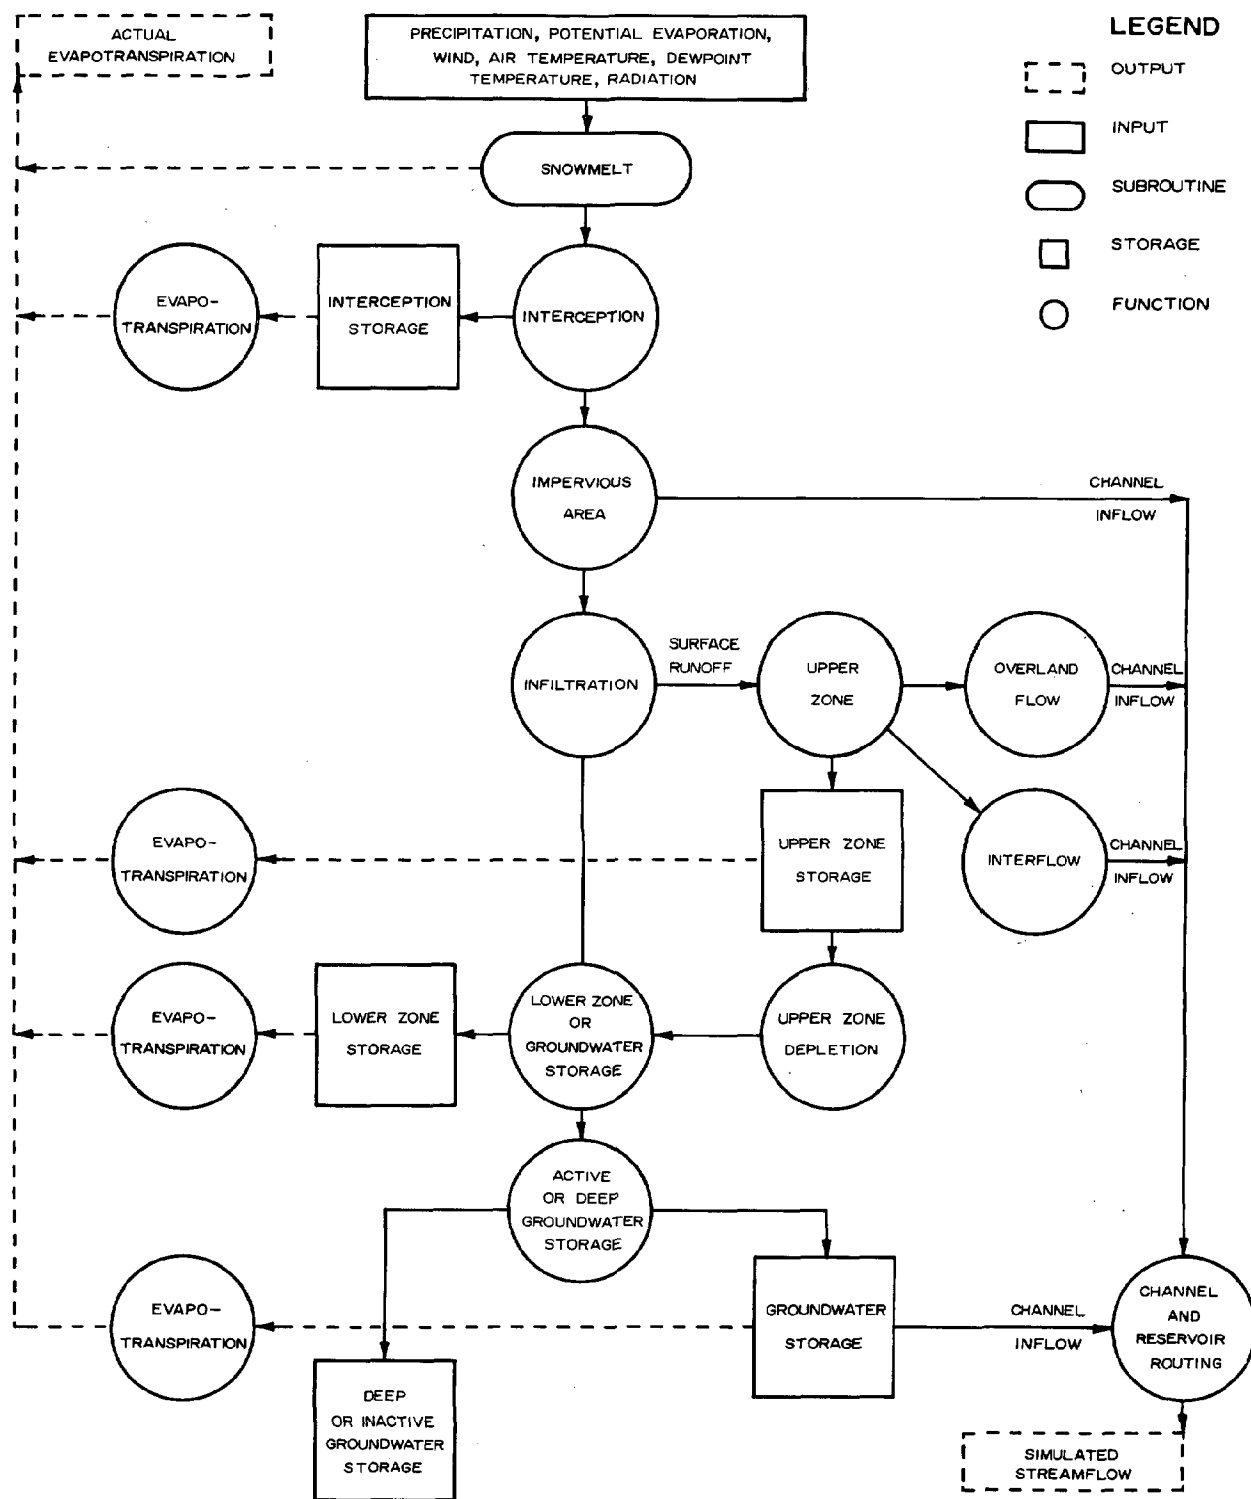 ACTUAL
EVAPOTRANSPIRATION
PRECIPITATION, POTENTIAL EVAPORATION,
WIND, AIR TEMPERATURE, DEWPOINT
TEMPERATURE, RADIATION
LEGEND
OUTPUT
INPUT
SUBROUTINE
STORAGE
FUNCTION
SNOWMELT
EVAPO-
TRANSPIRATION
INTERCEPTION
STORAGE
INTERCEPTION
IMPERVIOUS
AREA
CHANNEL
INFLOW
INFILTRATION
SURFACE
RUNOFF
UPPER
ZONE
OVERLAND
FLOW
CHANNEL
INFLOW
EVAPO-
TRANSPIRATION
UPPER ZONE
STORAGE
INTERFLOW
CHANNEL
INFLOW
EVAPO-
TRANSPIRATION
LOWER ZONE
STORAGE
LOWER ZONE
OR
GROUNDWATER
STORAGE
UPPER ZONE
DEPLETION
ACTIVE
OR DEEP
GROUNDWATER
STORAGE
EVAPO-
TRANSPIRATION
DEEP
OR INACTIVE
GROUNDWATER
STORAGE
GROUNDWATER
STORAGE
CHANNEL
INFLOW
CHANNEL
AND
RESERVOIR
ROUTING
SIMULATED
STREAMFLOW